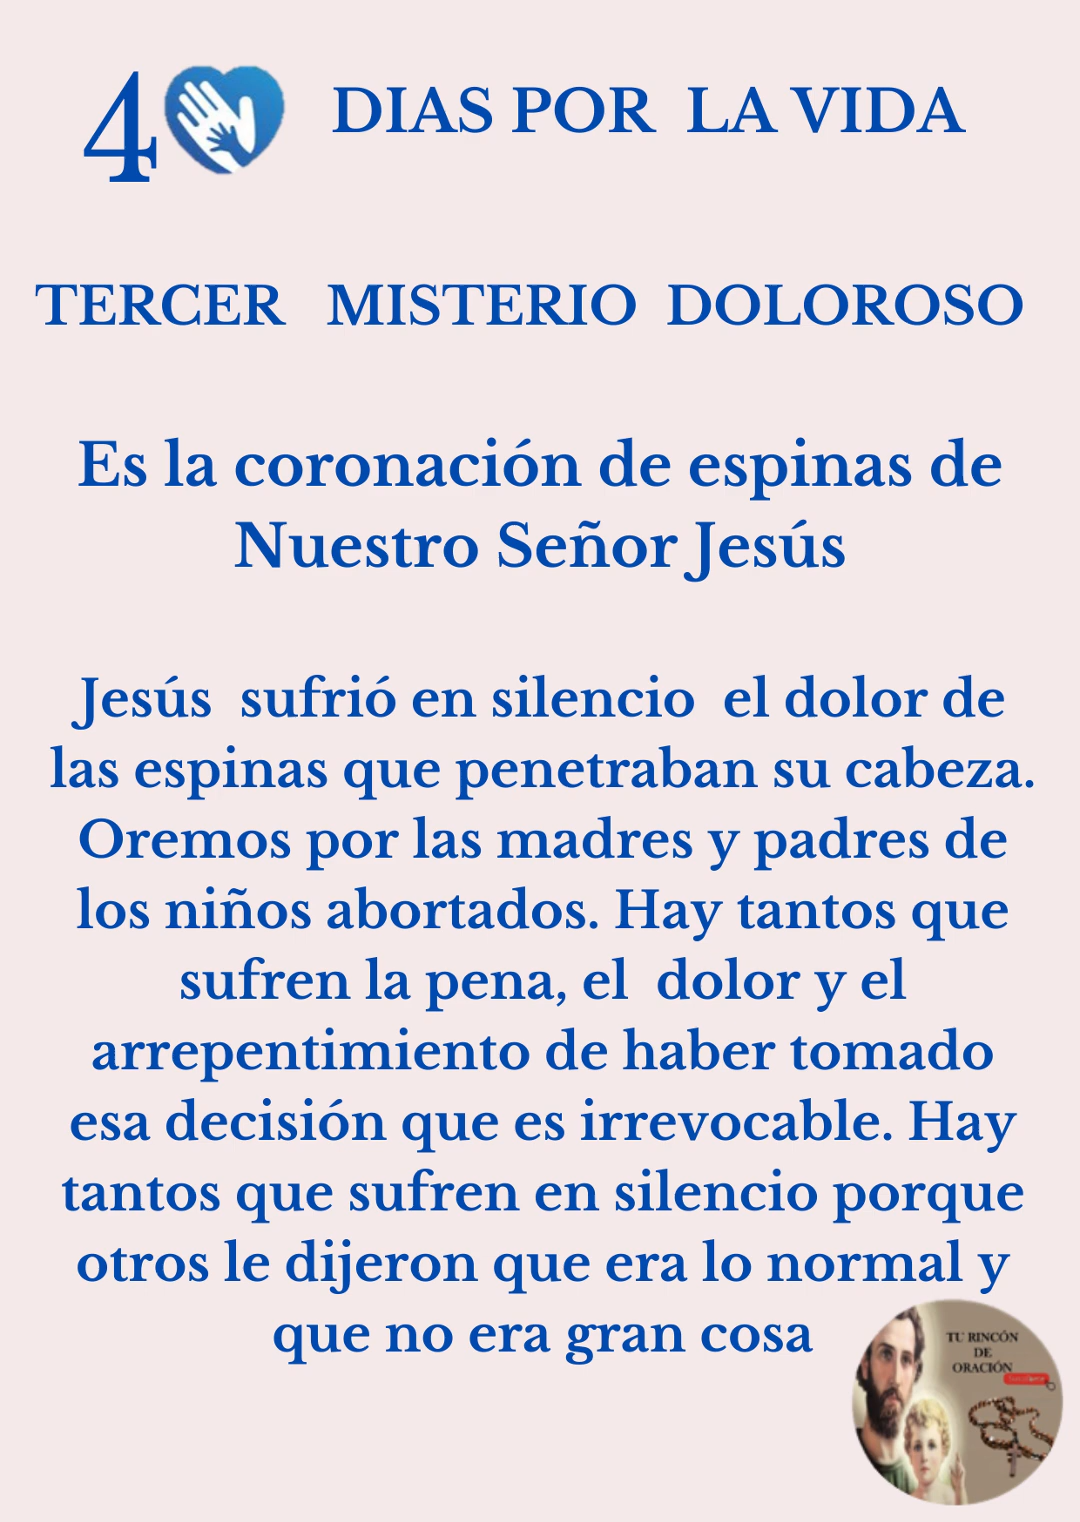 4 DIAS POR LA VIDA
TERCER MISTERIO DOLOROSO
Es la coronación de espinas de
Nuestro Señor Jesús
Jesús sufrió en silencio el dolor de
las espinas que penetraban su cabeza.
Oremos por las madres y padres de
los niños abortados. Hay tantos que
sufren la pena, el dolor y el
arrepentimiento de haber tomado
esa decisión que es irrevocable. Hay
tantos que sufren en silencio porque
otros le dijeron que era lo normal y
que no era gran cosa
TU RINCÓN
DE
ORACIÓN